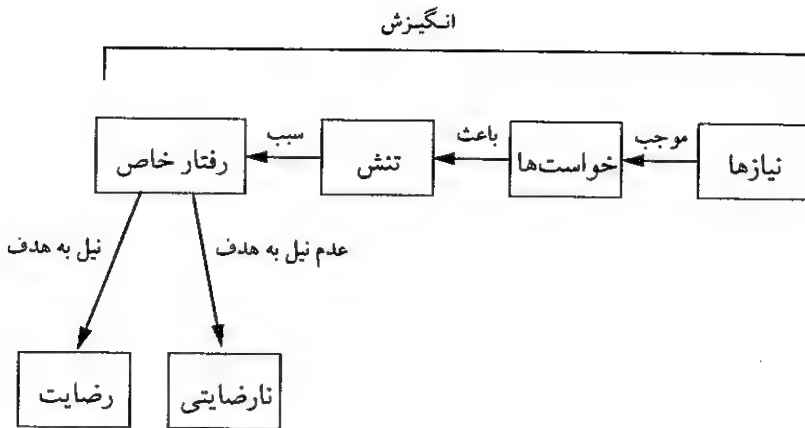 انگیزش
نیازها
موجب
خواست‌ها
باعث
تنش
سبب
رفتار خاص
نیل به هدف
عدم نیل به هدف
رضایت
نارضایتی